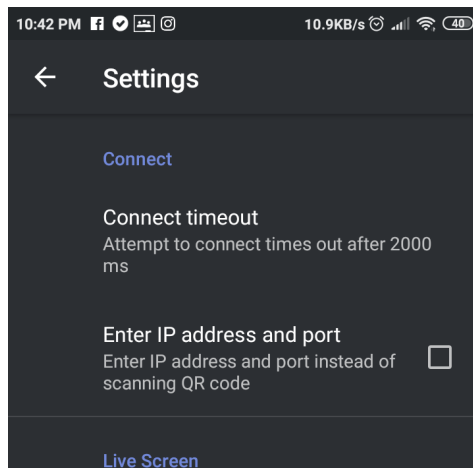 10:42 PM 10.9KB/s 40
Settings
Connect
Connect timeout
Attempt to connect times out after 2000
ms
Enter IP address and port
Enter IP address and port instead of
scanning QR code
Live Screen